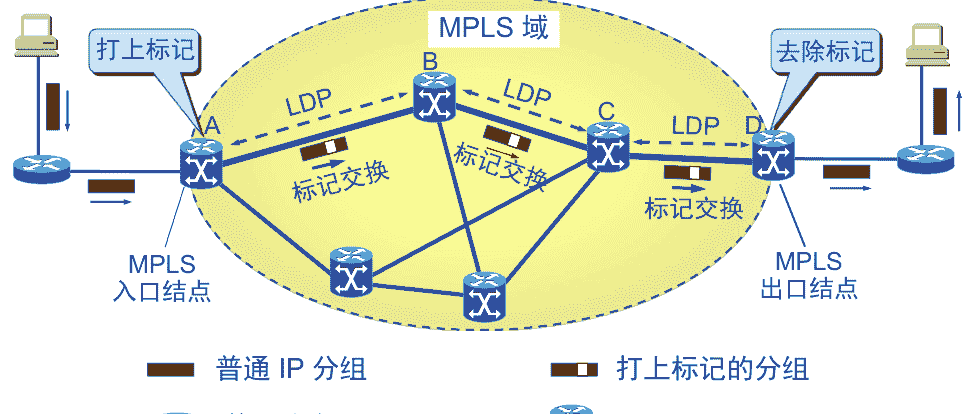 MPLS 域
打上标记
去除标记
B
LDP
LDP
C
A
LDP
D
标记交换
标记交换
标记交换
MPLS
入口结点
MPLS
出口结点
普通 IP 分组
打上标记的分组